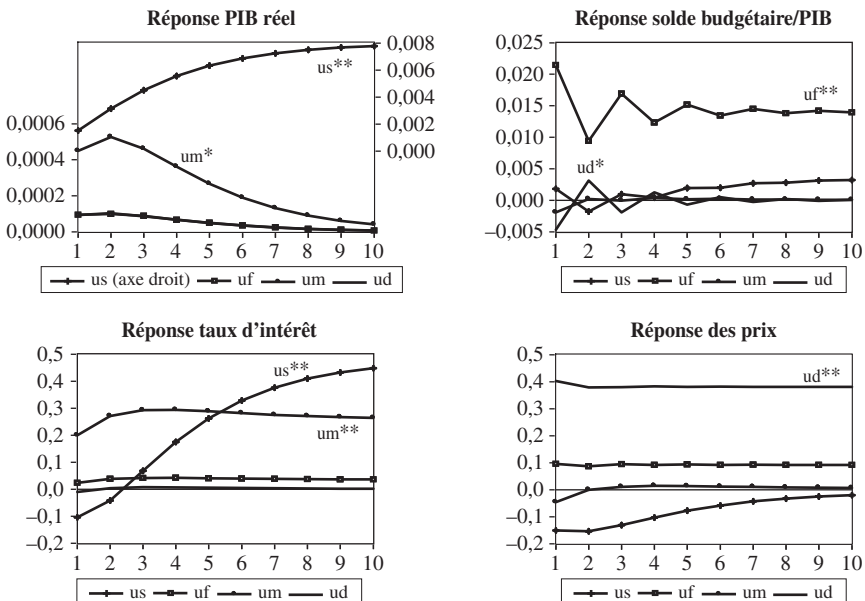 Réponse PIB réel
0,008
0,006
0,004
0,002
0,000
0,0006
0,0004
0,0002
0,0000
us**
um*
1 2 3 4 5 6 7 8 9 10
us (axe droit) uf um ud
Réponse solde budgétaire/PIB
0,025
0,020
0,015
0,010
0,005
0,000
–0,005
uf**
ud*
1 2 3 4 5 6 7 8 9 10
us uf um ud
Réponse taux d'intérêt
0,5
0,4
0,3
0,2
0,1
0,0
–0,1
–0,2
us**
um**
1 2 3 4 5 6 7 8 9 10
us uf um ud
Réponse des prix
0,5
0,4
0,3
0,2
0,1
0,0
–0,1
–0,2
ud**
1 2 3 4 5 6 7 8 9 10
us uf um ud